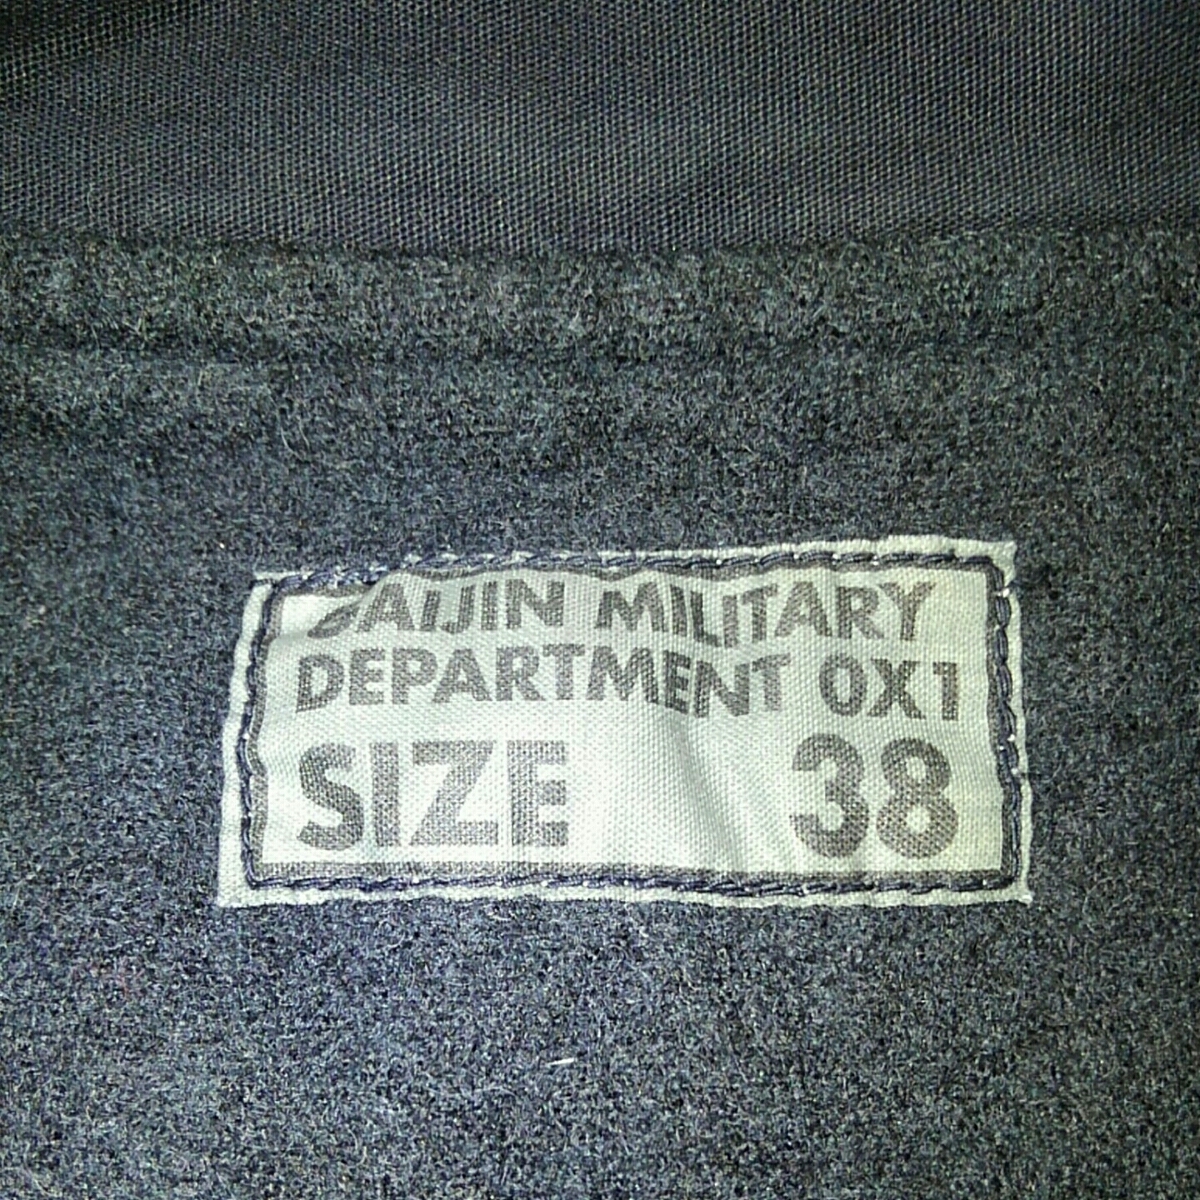 GAIJIN MILITARY
DEPARTMENT 0X1
SIZE 38